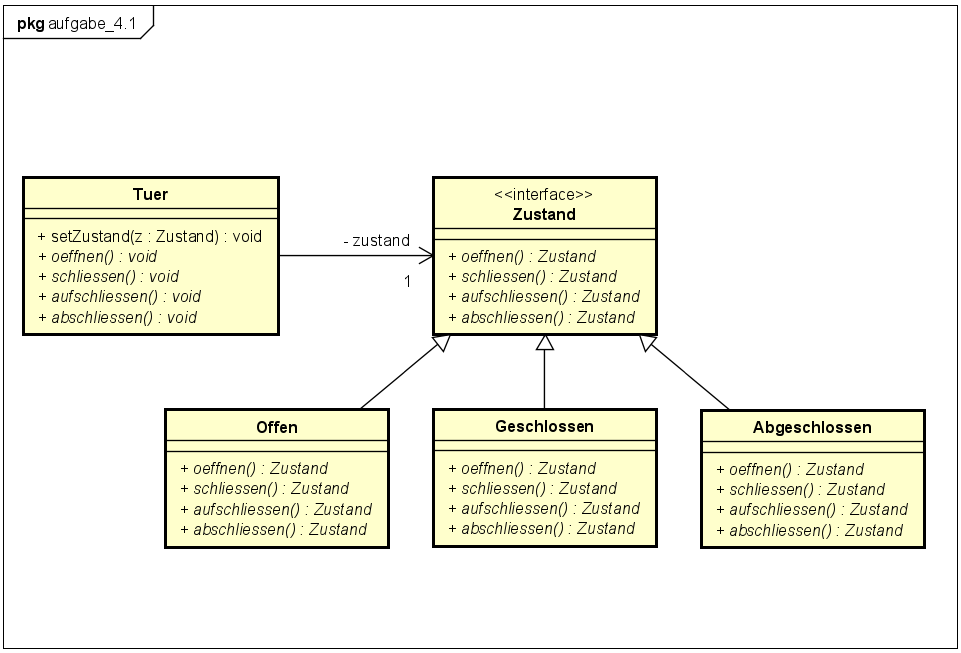 pkg aufgabe_4.1
Tuer
+ setZustand(z : Zustand) : void
+ oeffnen() : void
+ schliessen() : void
+ aufschliessen() : void
+ abschliessen() : void
- zustand
1
<<interface>>
Zustand
+ oeffnen() : Zustand
+ schliessen() : Zustand
+ aufschliessen() : Zustand
+ abschliessen() : Zustand
Offen
+ oeffnen() : Zustand
+ schliessen() : Zustand
+ aufschliessen() : Zustand
+ abschliessen() : Zustand
Geschlossen
+ oeffnen() : Zustand
+ schliessen() : Zustand
+ aufschliessen() : Zustand
+ abschliessen() : Zustand
Abgeschlossen
+ oeffnen() : Zustand
+ schliessen() : Zustand
+ aufschliessen() : Zustand
+ abschliessen() : Zustand